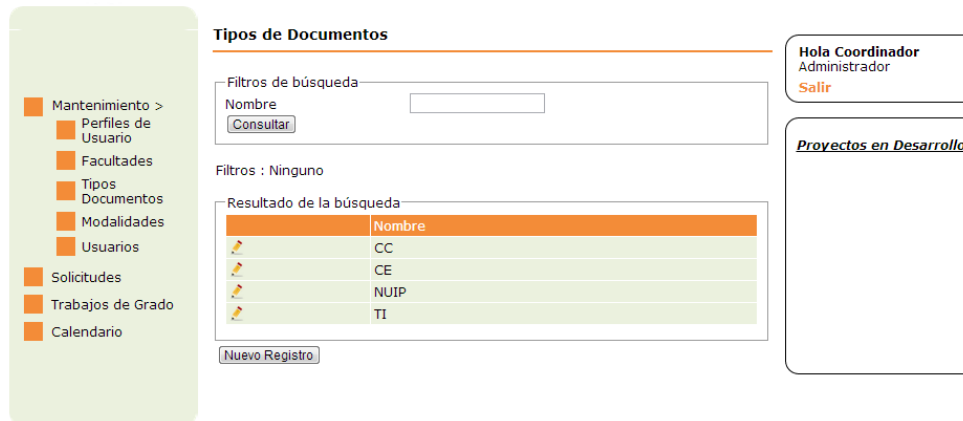 Mantenimiento >
Perfiles de
Usuario
Facultades
Tipos
Documentos
Modalidades
Usuarios
Solicitudes
Trabajos de Grado
Calendario
Tipos de Documentos
Filtros de búsqueda
Nombre
Consultar
Filtros : Ninguno
Resultado de la búsqueda
Nombre
CC
CE
NUIP
TI
Nuevo Registro
Hola Coordinador
Administrador
Salir
Proyectos en Desarrollo